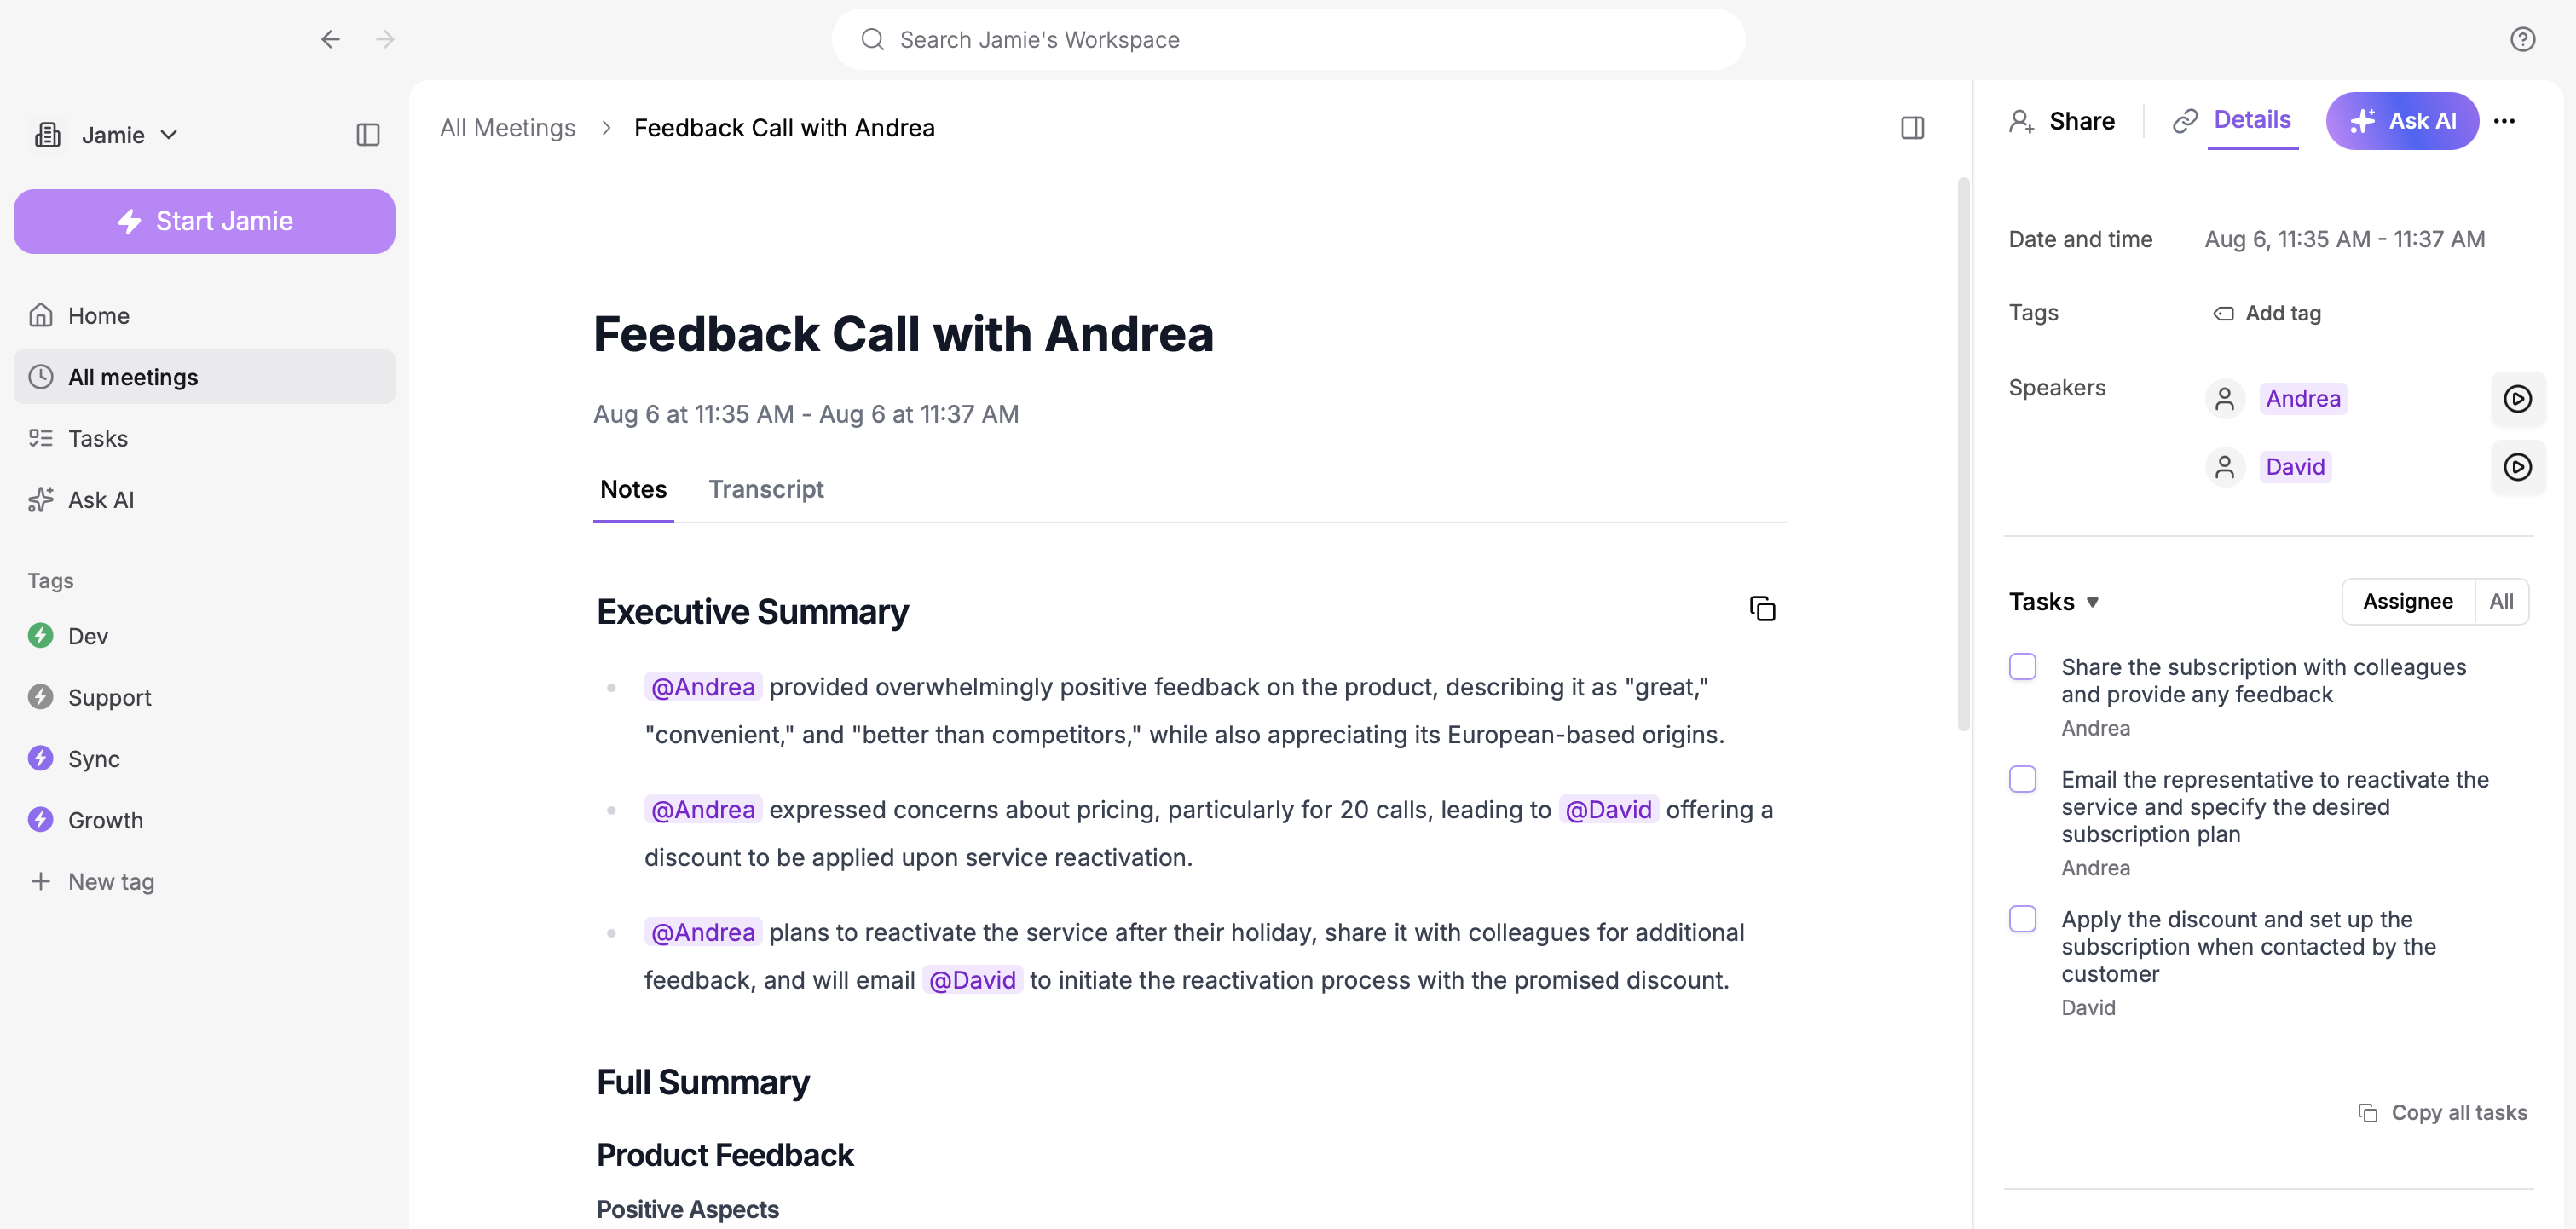 Search Jamie's Workspace
Jamie
Start Jamie
Home
All meetings
Tasks
Ask AI
Tags
Dev
Support
Sync
Growth
New tag
All Meetings > Feedback Call with Andrea
Feedback Call with Andrea
Aug 6 at 11:35 AM - Aug 6 at 11:37 AM
Notes Transcript
Executive Summary
@Andrea provided overwhelmingly positive feedback on the product, describing it as "great,"
"convenient," and "better than competitors," while also appreciating its European-based origins.
@Andrea expressed concerns about pricing, particularly for 20 calls, leading to @David offering a
discount to be applied upon service reactivation.
@Andrea plans to reactivate the service after their holiday, share it with colleagues for additional
feedback, and will email @David to initiate the reactivation process with the promised discount.
Full Summary
Product Feedback
Positive Aspects
Share Details Ask AI
Date and time Aug 6, 11:35 AM - 11:37 AM
Tags Add tag
Speakers Andrea
David
Tasks Assignee All
Share the subscription with colleagues
and provide any feedback
Andrea
Email the representative to reactivate the
service and specify the desired
subscription plan
Andrea
Apply the discount and set up the
subscription when contacted by the
customer
David
Copy all tasks